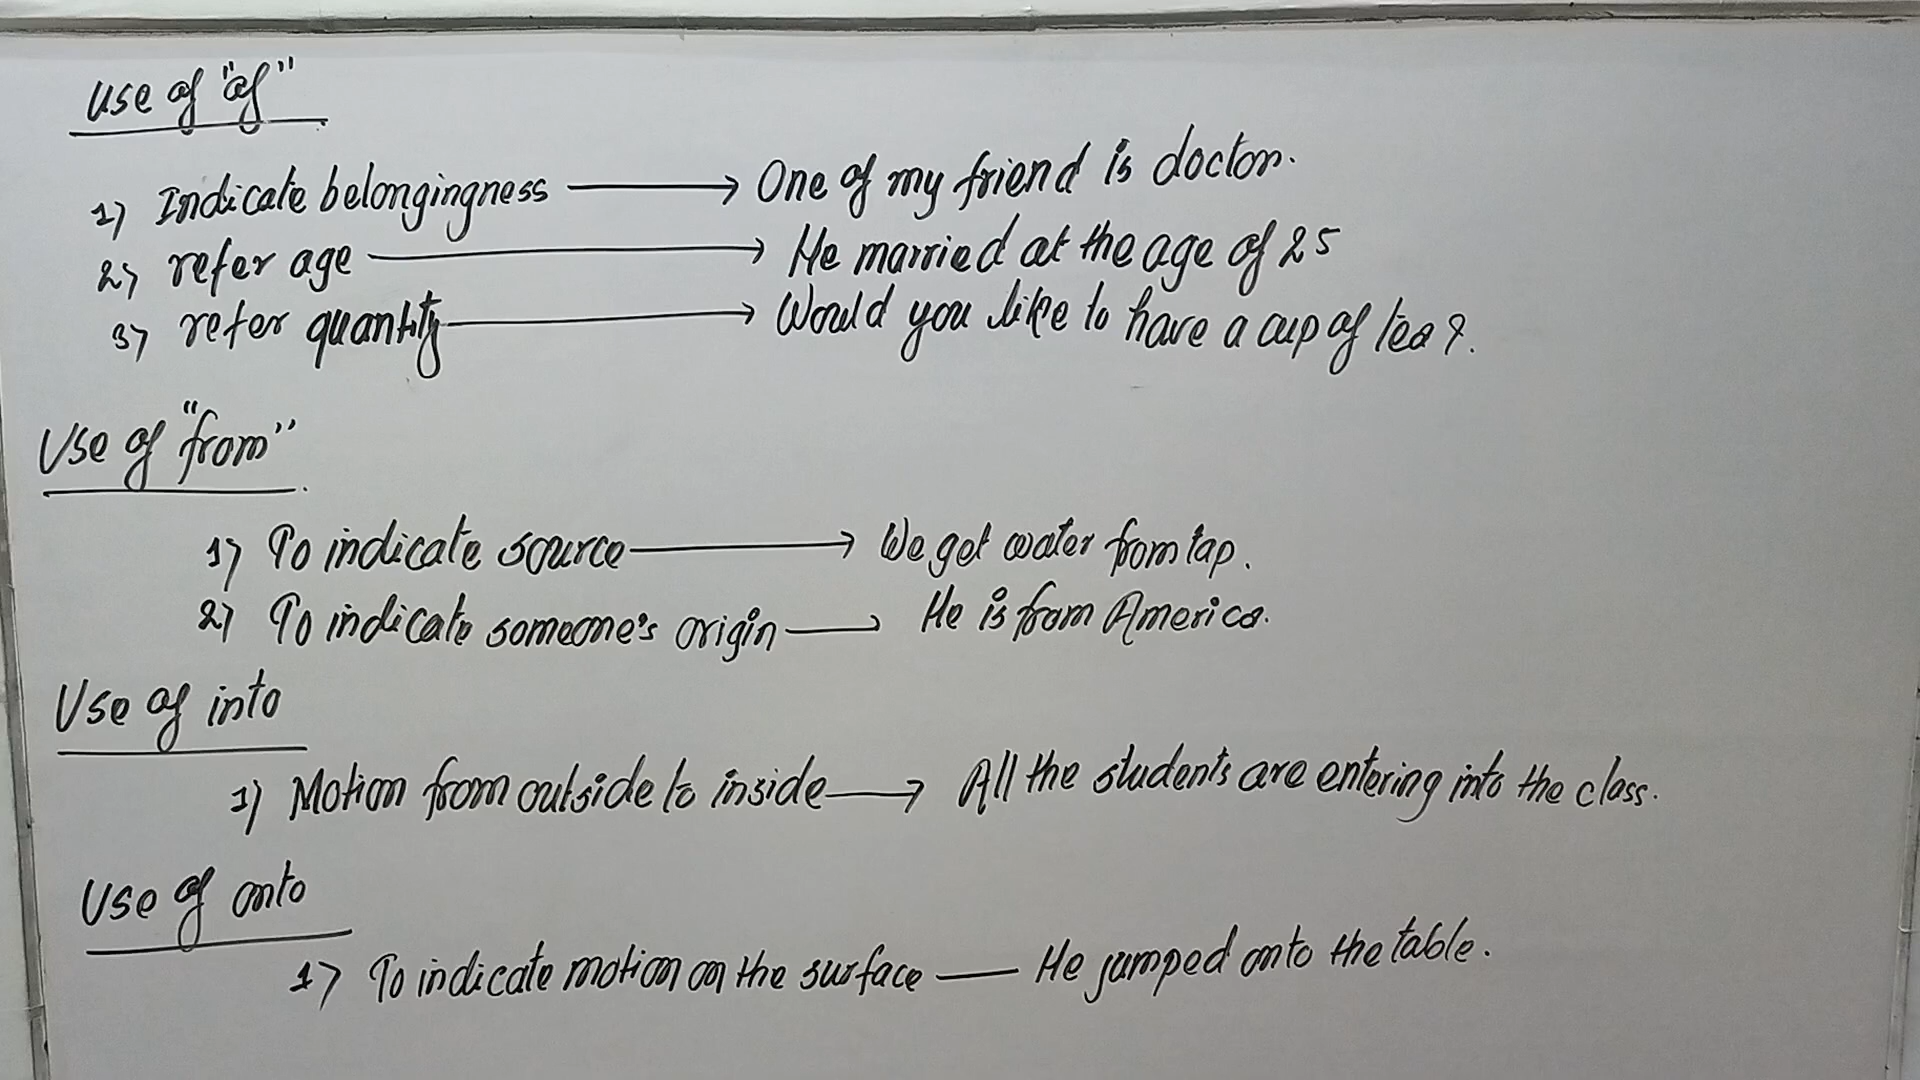 Use of "of"
1) Indicate belongingness → One of my friend is doctor.
2) refer age → He married at the age of 25
3) refer quantity → Would you like to have a cup of tea?.
Use of "from"
1) To indicate source → We get water from tap.
2) To indicate someone's origin → He is from America.
Use of into
1) Motion from outside to inside → All the students are entering into the class.
Use of onto
1) To indicate motion on the surface — He jumped onto the table.